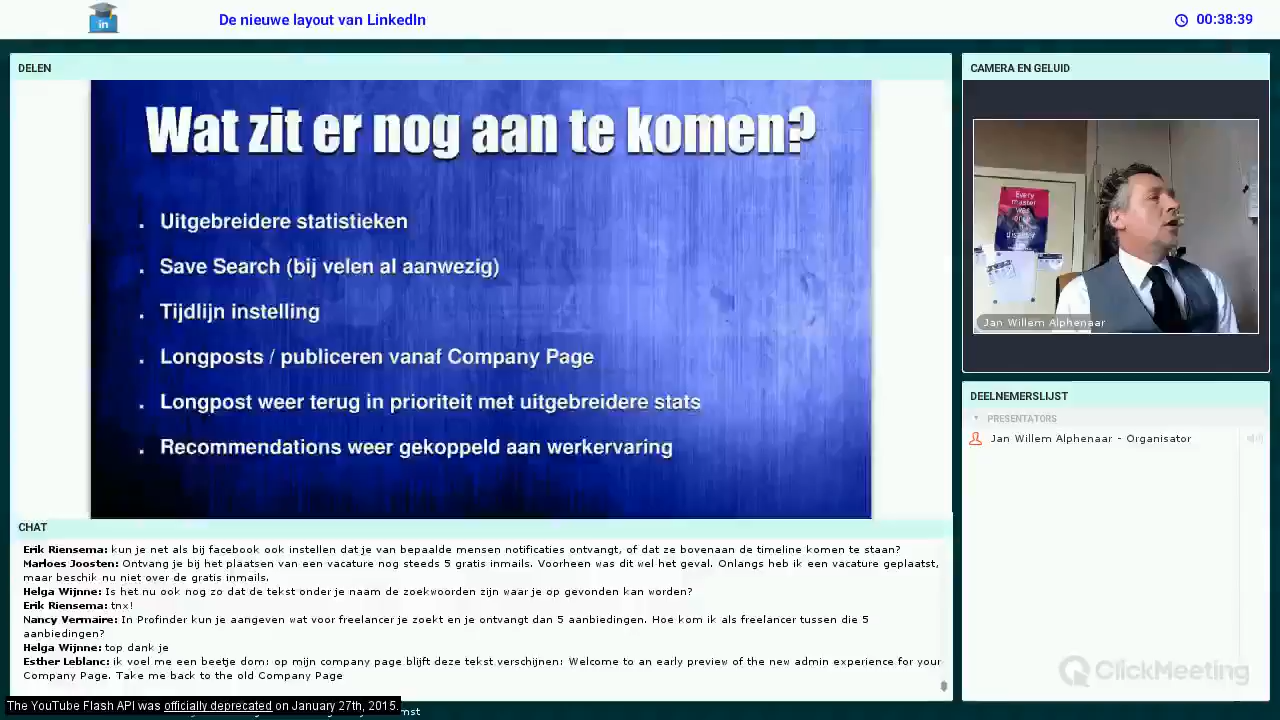 in
De nieuwe layout van LinkedIn
00:38:39
DELEN
CAMERA EN GELUID
Wat zit er nog aan te komen?
. Uitgebreidere statistieken
. Save Search (bij velen al aanwezig)
. Tijdlijn instelling
. Longposts / publiceren vanaf Company Page
. Longpost weer terug in prioriteit met uitgebreidere stats
. Recommendations weer gekoppeld aan werkervaring
Every
master
was
Jan Willem Alphenaar
DEELNEMERSLIJST
PRESENTATORS
Jan Willem Alphenaar - Organisator
CHAT
Erik Riensema: kun je net als bij facebook ook instellen dat je van bepaalde mensen notificaties ontvangt, of dat ze bovenaan de timeline komen te staan?
Marloes Joosten: Ontvang je bij het plaatsen van een vacature nog steeds 5 gratis inmails. Voorheen was dit wel het geval. Onlangs heb ik een vacature geplaatst,
maar beschik nu niet over de gratis inmails.
Helga Wijnne: Is het nu ook nog zo dat de tekst onder je naam de zoekwoorden zijn waar je op gevonden kan worden?
Erik Riensema: tnx!
Nancy Vermaire: In Profinder kun je aangeven wat voor freelancer je zoekt en je ontvangt dan 5 aanbiedingen. Hoe kom ik als freelancer tussen die 5
aanbiedingen?
Helga Wijnne: top dank je
Esther Leblanc: ik voel me een beetje dom: op mijn company page blijft deze tekst verschijnen: Welcome to an early preview of the new admin experience for your
Company Page. Take me back to the old Company Page
ClickMeeting
The YouTube Flash API was officially deprecated on January 27th, 2015.